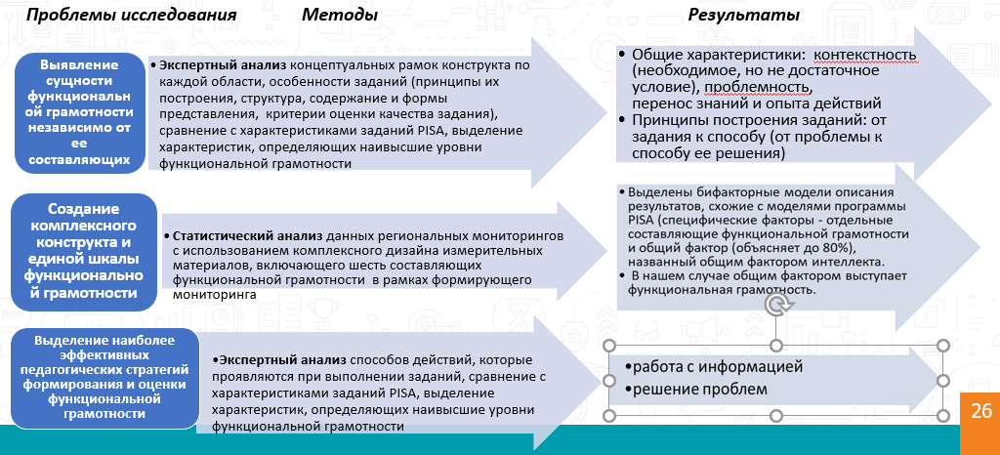 Проблемы исследования
Методы
Результаты
Выявление
сущности
функциональн
ой грамотности
независимо от
ее
составляющих
• Экспертный анализ концептуальных рамок конструкта по
каждой области, особенности заданий (принципы их
построения, структура, содержание и формы
представления, критерии оценки качества задания),
сравнение с характеристиками заданий PISA, выделение
характеристик, определяющих наивысшие уровни
функциональной грамотности
• Общие характеристики: контекстность
(необходимое, но не достаточное
условие), проблемность,
перенос знаний и опыта действий
• Принципы построения заданий: от
задания к способу (от проблемы к
способу ее решения)
Создание
комплексного
конструкта и
единой шкалы
функционально
й грамотности
• Статистический анализ данных региональных мониторингов
с использованием комплексного дизайна измерительных
материалов, включающего шесть составляющих
функциональной грамотности в рамках формирующего
мониторинга
• Выделены бифакторные модели описания
результатов, схожие с моделями программы
PISA (специфические факторы - отдельные
составляющие функциональной грамотности
и общий фактор (объясняет до 80%),
названный общим фактором интеллекта.
• В нашем случае общим фактором выступает
функциональная грамотность.
Выделение наиболее
эффективных
педагогических стратегий
формирования и оценки
функциональной
грамотности
•Экспертный анализ способов действий, которые
проявляются при выполнении заданий, сравнение с
характеристиками заданий PISA, выделение
характеристик, определяющих наивысшие уровни
функциональной грамотности
•работа с информацией
•решение проблем
26